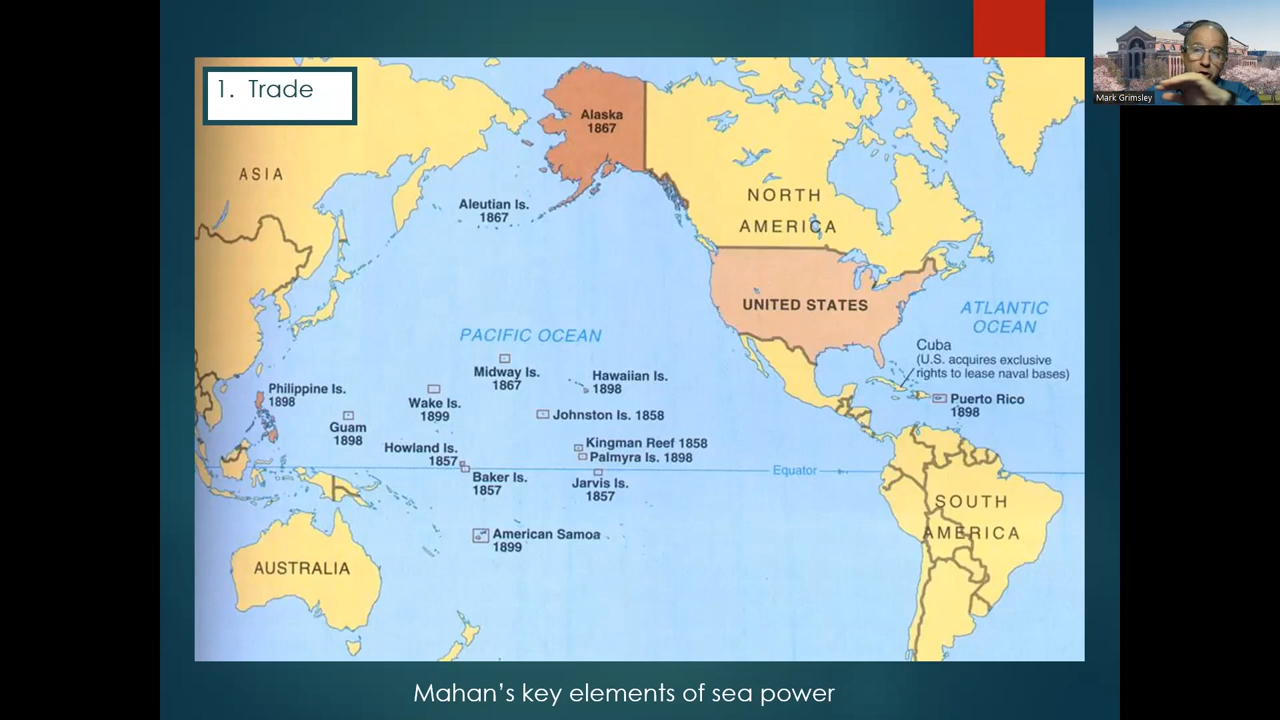 1. Trade
Mark Grimsley
Alaska
1867
ASIA
NORTH
AMERICA
Aleutian Is.
1867
UNITED STATES
ATLANTIC
OCEAN
PACIFIC OCEAN
Cuba
(U.S. acquires exclusive
rights to lease naval bases)
Midway Is.
1867
Hawaiian Is.
1898
Philippine Is.
1898
Wake Is.
1899
Puerto Rico
1898
Johnston Is. 1858
Guam
1898
Kingman Reef 1858
Howland Is.
1857
Palmyra Is. 1898
Equator
Baker Is.
1857
Jarvis Is.
1857
SOUTH
AMERICA
American Samoa
1899
AUSTRALIA
Mahan's key elements of sea power